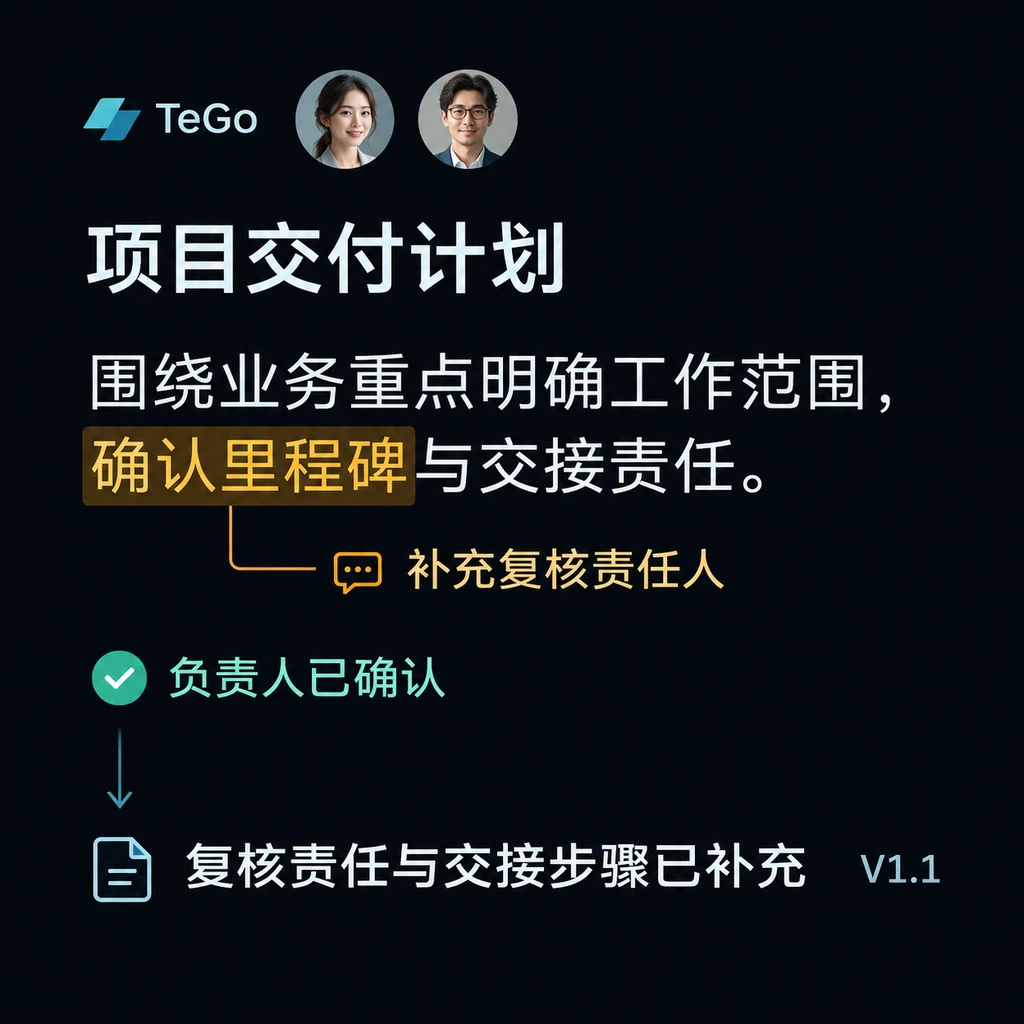 TeGo
项目交付计划
围绕业务重点明确工作范围，
确认里程碑与交接责任。
补充复核责任人
负责人已确认
复核责任与交接步骤已补充 V1.1